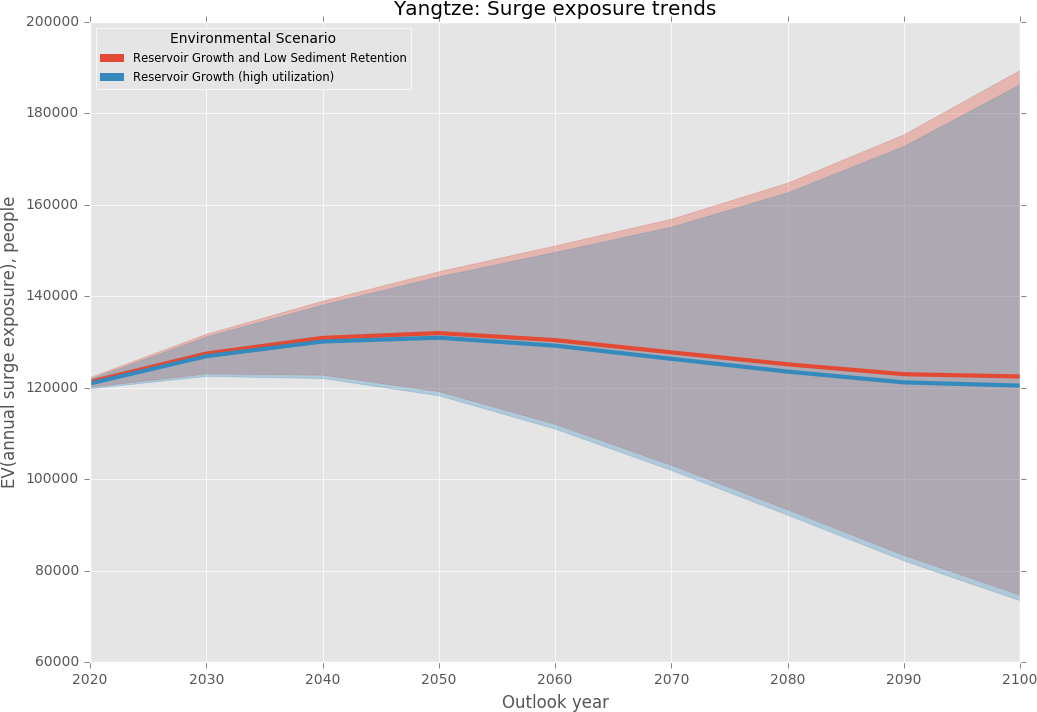 Yangtze: Surge exposure trends
Environmental Scenario
Reservoir Growth and Low Sediment Retention
Reservoir Growth (high utilization)
EV(annual surge exposure), people
200000
180000
160000
140000
120000
100000
80000
60000
2020 2030 2040 2050 2060 2070 2080 2090 2100
Outlook year